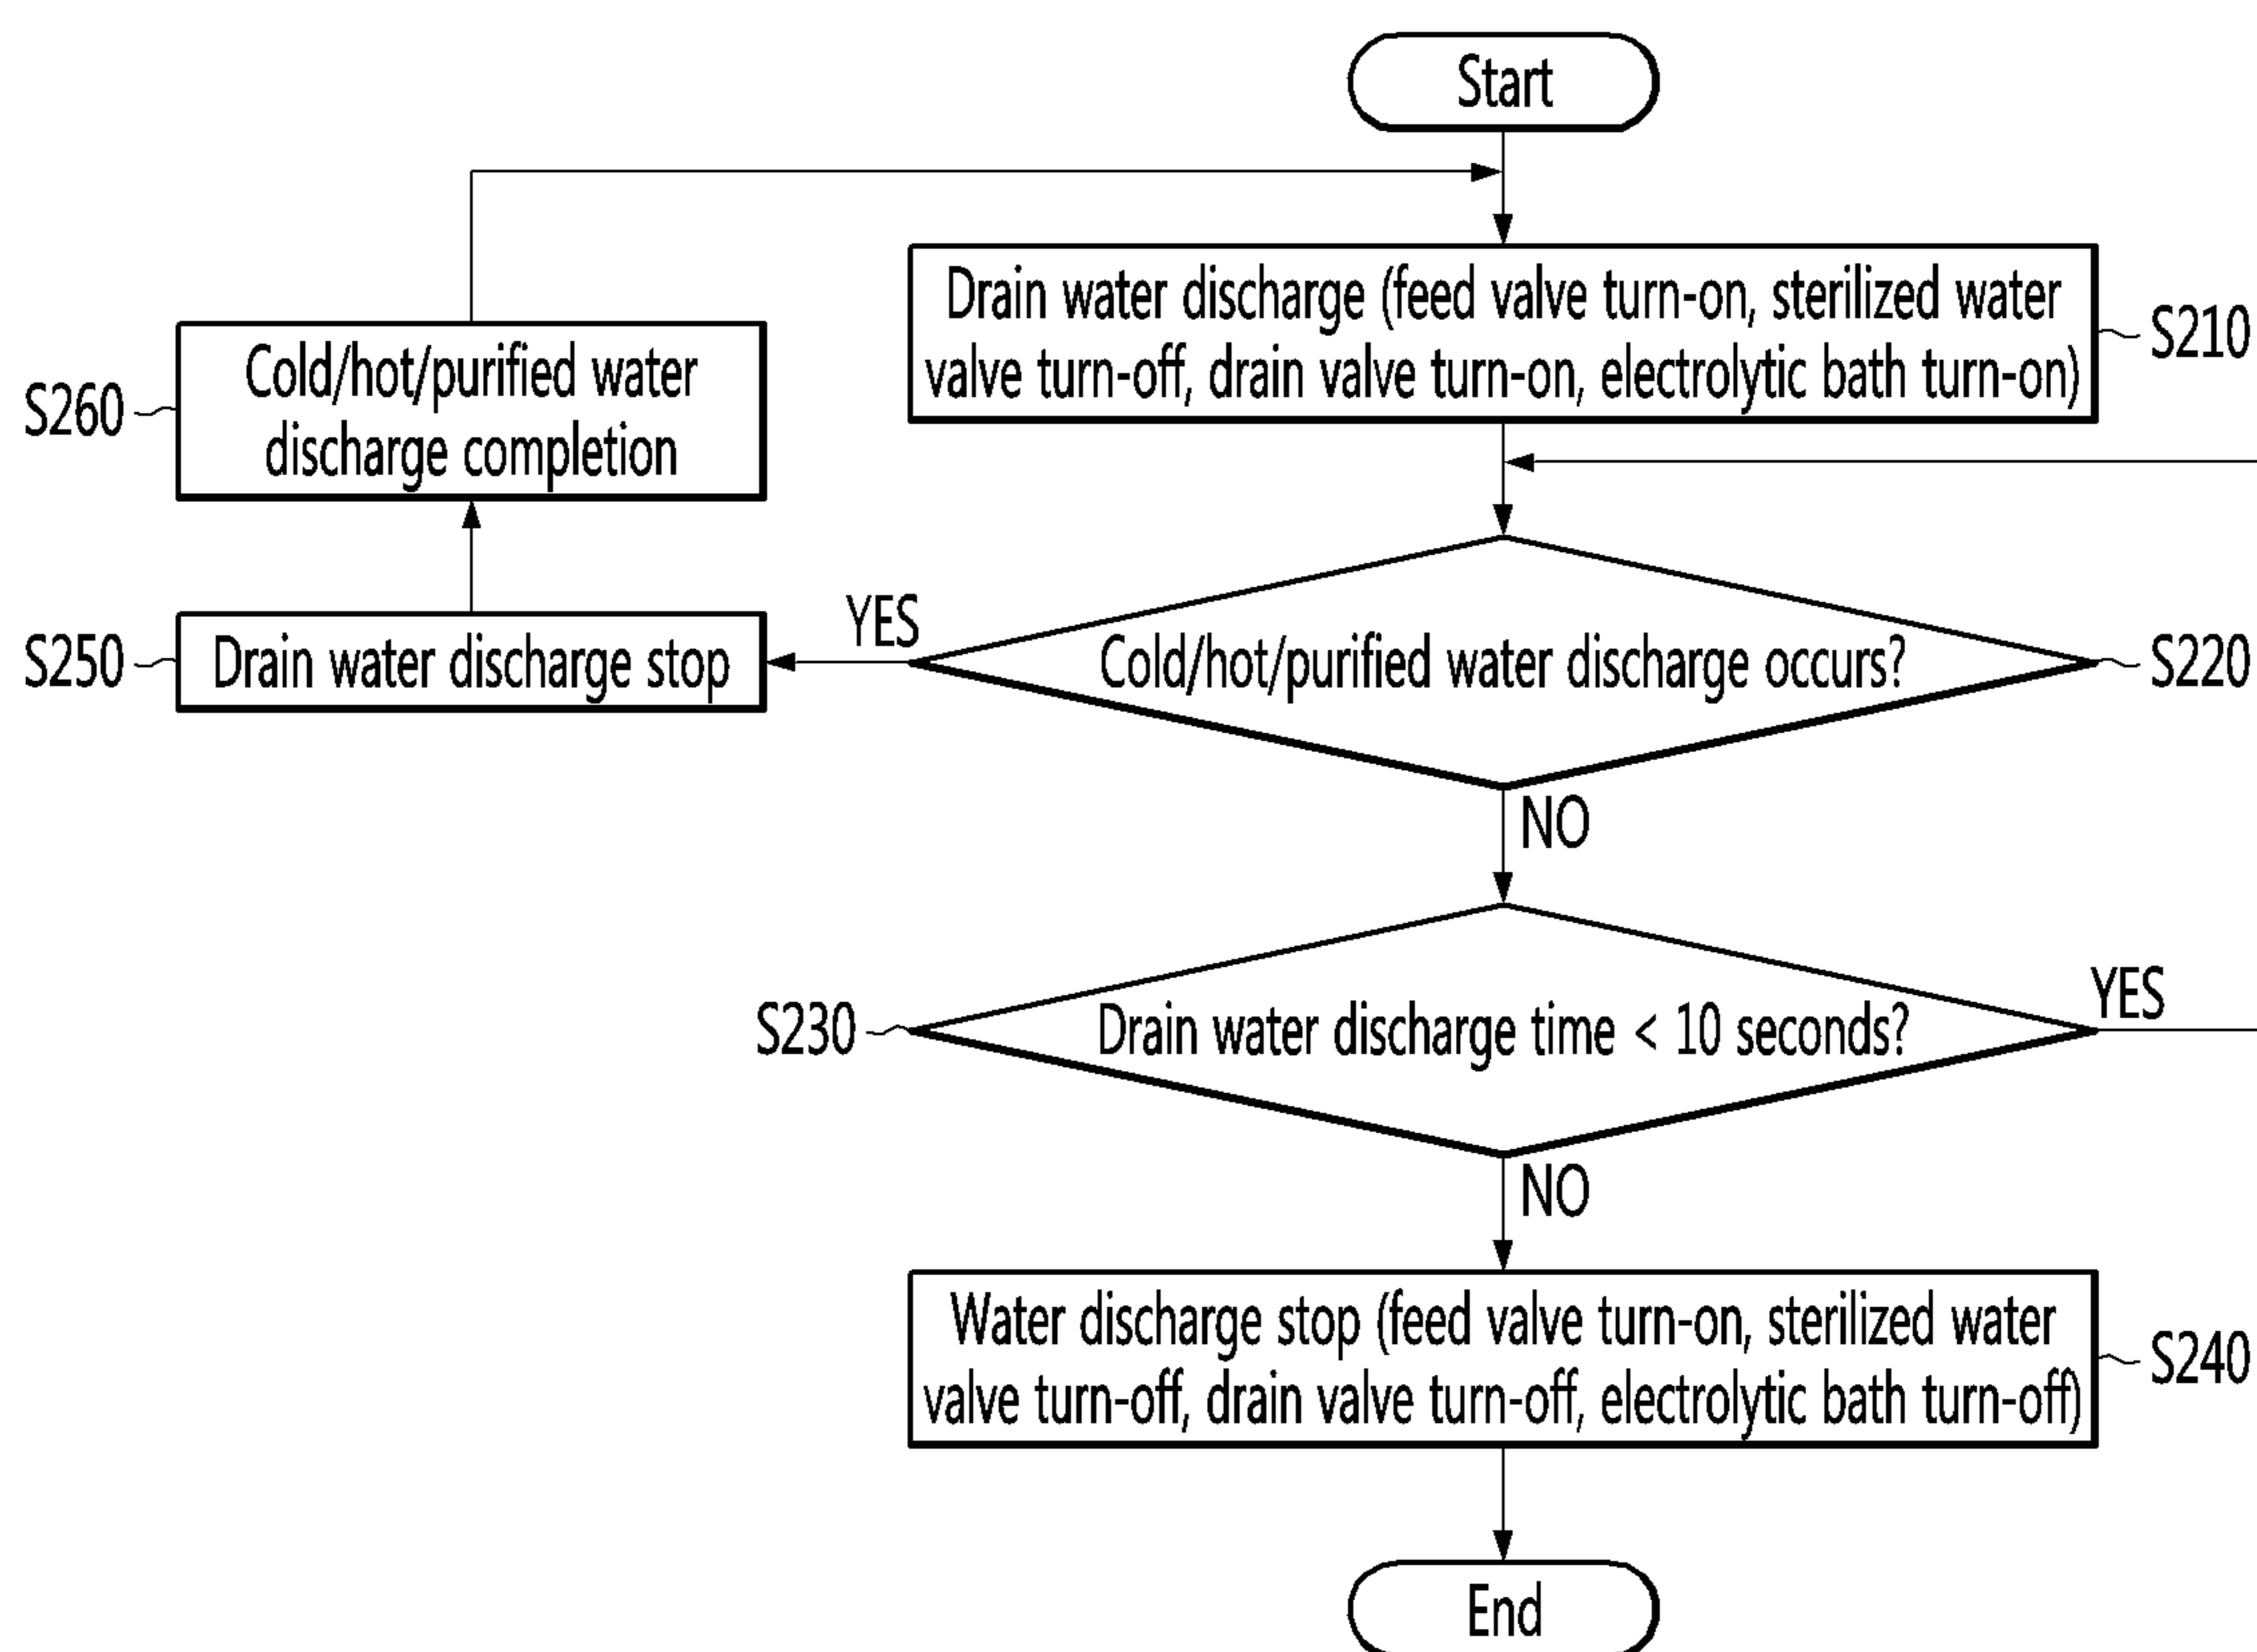 Start
Drain water discharge (feed valve turn-on, sterilized water
valve turn-off, drain valve turn-on, electrolytic bath turn-on)
S210
Cold/hot/purified water
discharge completion
S260
Cold/hot/purified water discharge occurs?
S220
YES
Drain water discharge stop
S250
NO
Drain water discharge time < 10 seconds?
S230
YES
NO
Water discharge stop (feed valve turn-on, sterilized water
valve turn-off, drain valve turn-off, electrolytic bath turn-off)
S240
End